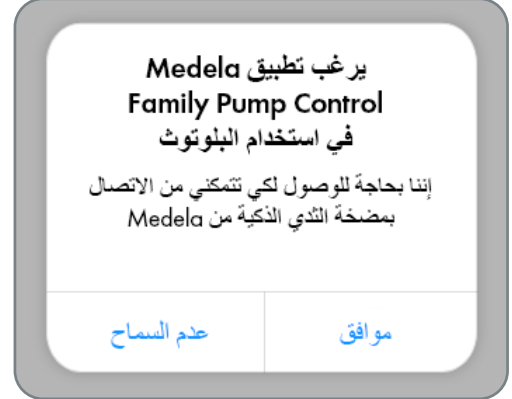 يرغب تطبيق Medela
Family Pump Control
في استخدام البلوتوث
إننا بحاجة للوصول لكي تتمكني من الاتصال
بمضخة الثدي الذكية من Medela
موافق
عدم السماح